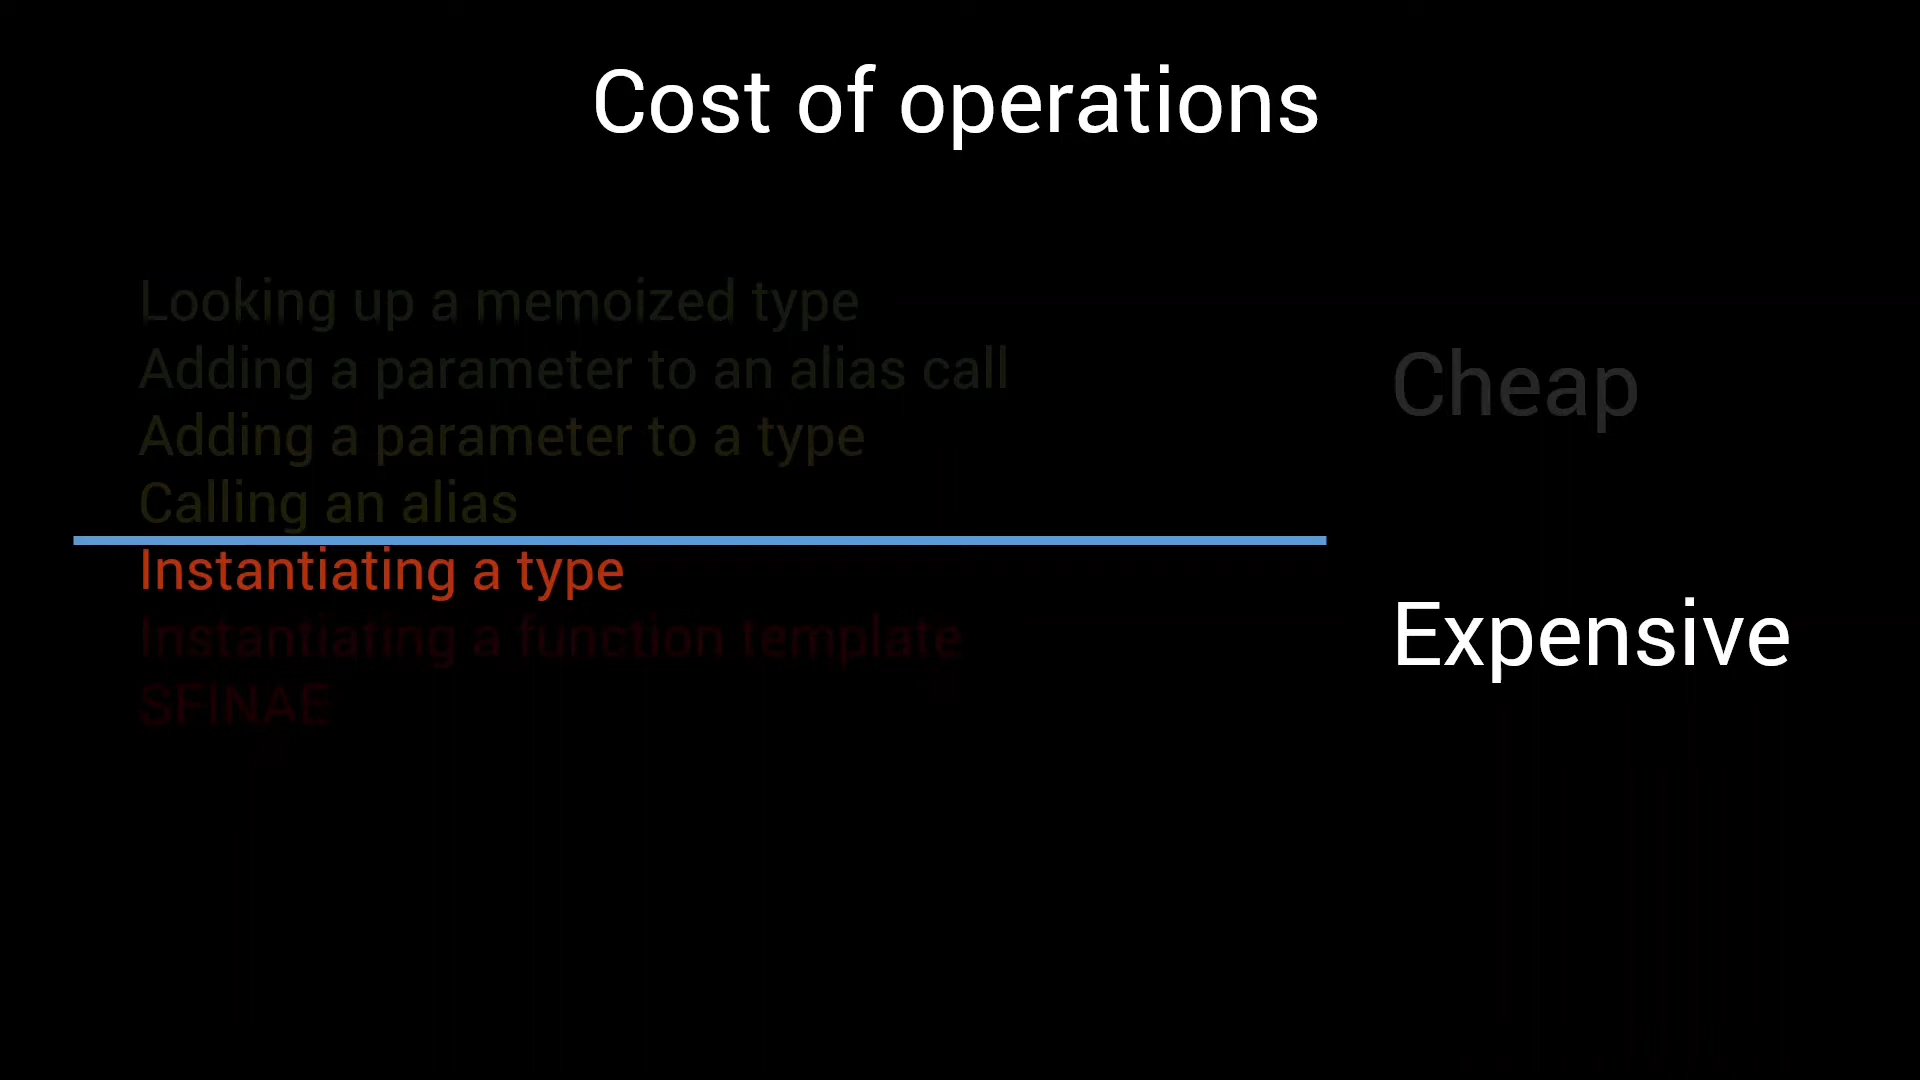 Cost of operations
Looking up a memoized type
Adding a parameter to an alias call
Cheap
Adding a parameter to a type
Calling an alias
Instantiating a type
Instantiating a function template
Expensive
SFINAE